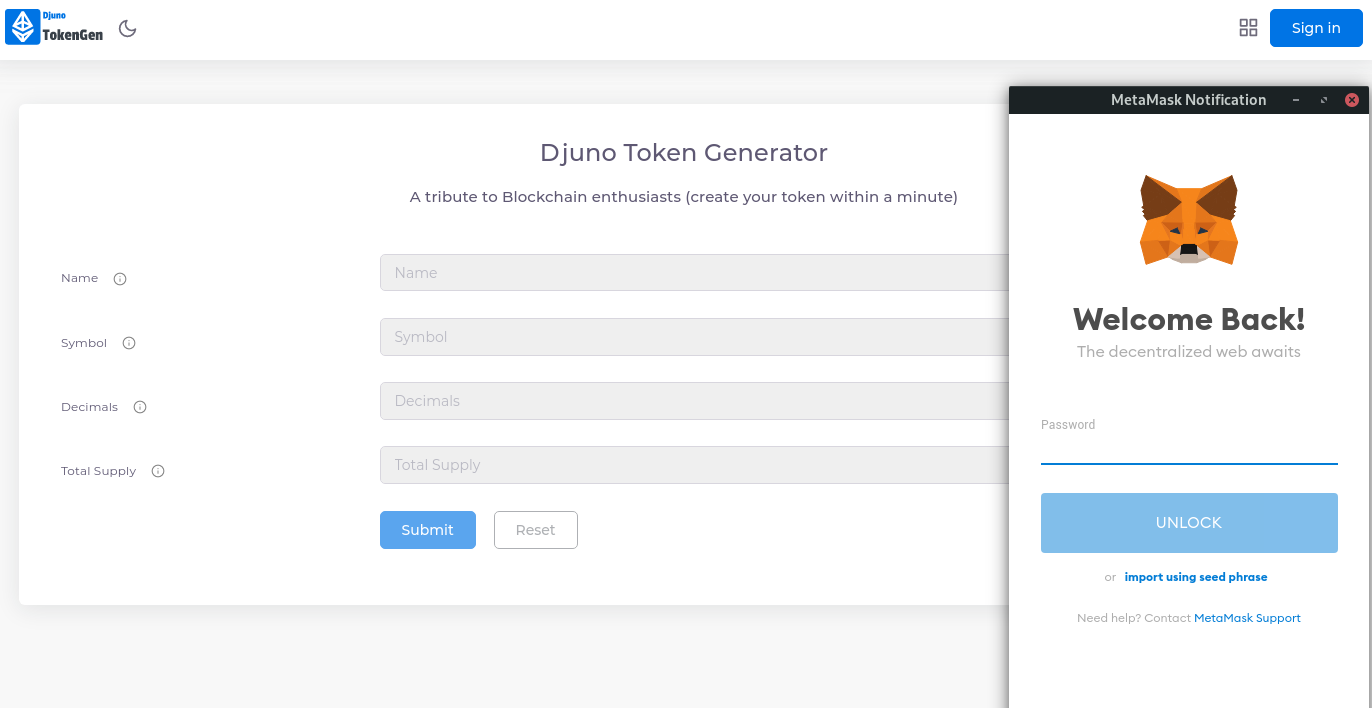 Djuno
TokenGen
Sign in
Djuno Token Generator
A tribute to Blockchain enthusiasts (create your token within a minute)
Name
Name
Symbol
Symbol
Decimals
Decimals
Total Supply
Total Supply
Submit
Reset
MetaMask Notification
Welcome Back!
The decentralized web awaits
Password
UNLOCK
or import using seed phrase
Need help? Contact MetaMask Support